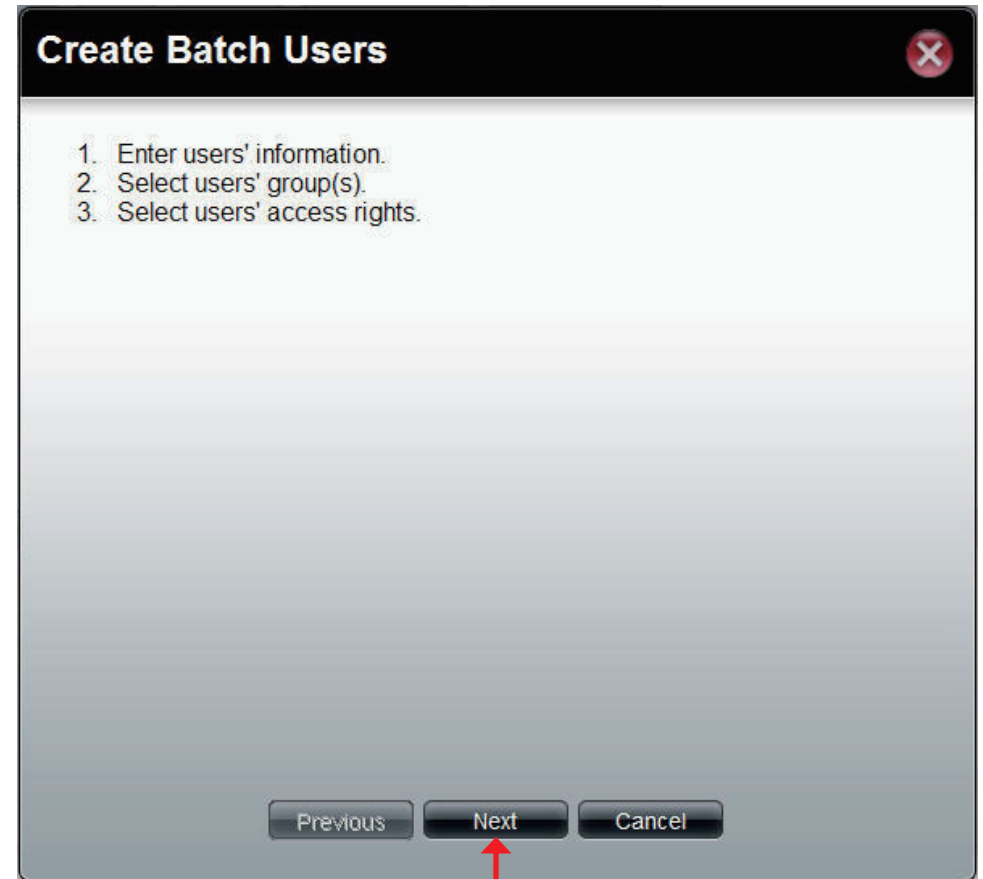 Create Batch Users
1. Enter users' information.
2. Select users' group(s).
3. Select users' access rights.
Previous Next Cancel